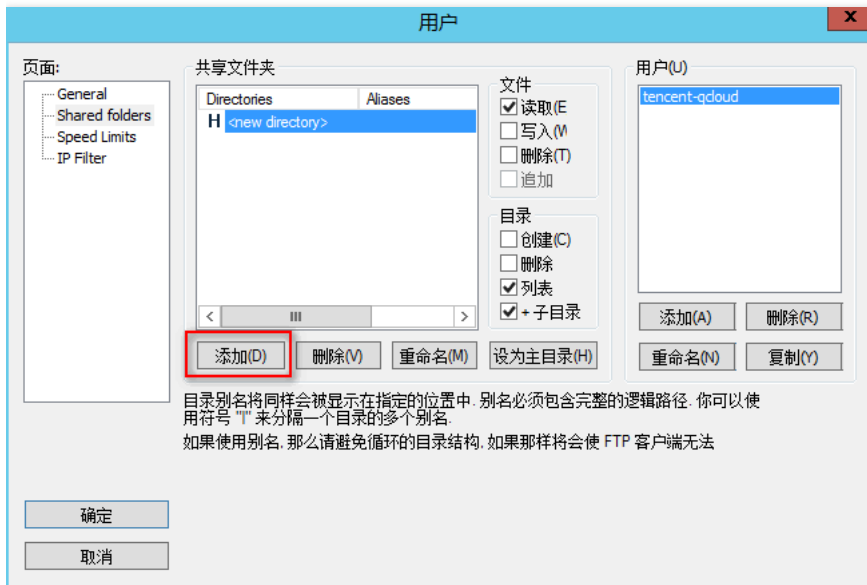 用户
x
页面:
General
Shared folders
Speed Limits
IP Filter
共享文件夹
Directories Aliases
H <new directory>
文件
读取(E
写入(W
删除(T)
追加
目录
创建(C)
删除
列表
+ 子目录
添加(D) 删除(V) 重命名(M) 设为主目录(H)
用户(U)
tencent-qcloud
添加(A) 删除(R)
重命名(N) 复制(Y)
目录别名将同样会被显示在指定的位置中. 别名必须包含完整的逻辑路径. 你可以使
用符号 "|" 来分隔一个目录的多个别名.
如果使用别名, 那么请避免循环的目录结构, 如果那样将会使 FTP 客户端无法
确定
取消